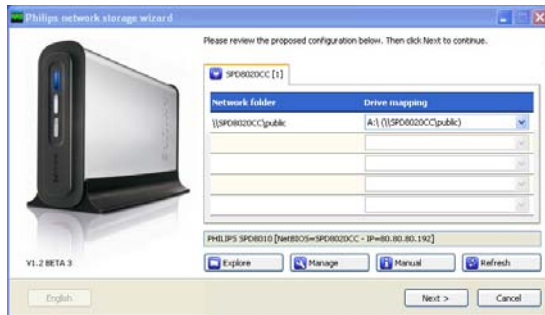 Philips network storage wizard
Please review the proposed configuration below. Then click Next to continue.
SPD8020CC [1]
Network folder Drive mapping
\\SPD8020CC\public A:\ (\\SPD8020CC\public)
PHILIPS SPD8010 [NetBIOS=SPD8020CC - IP=80.80.80.192]
V1.2 BETA 3
Explore Manage Manual Refresh
English Next > Cancel